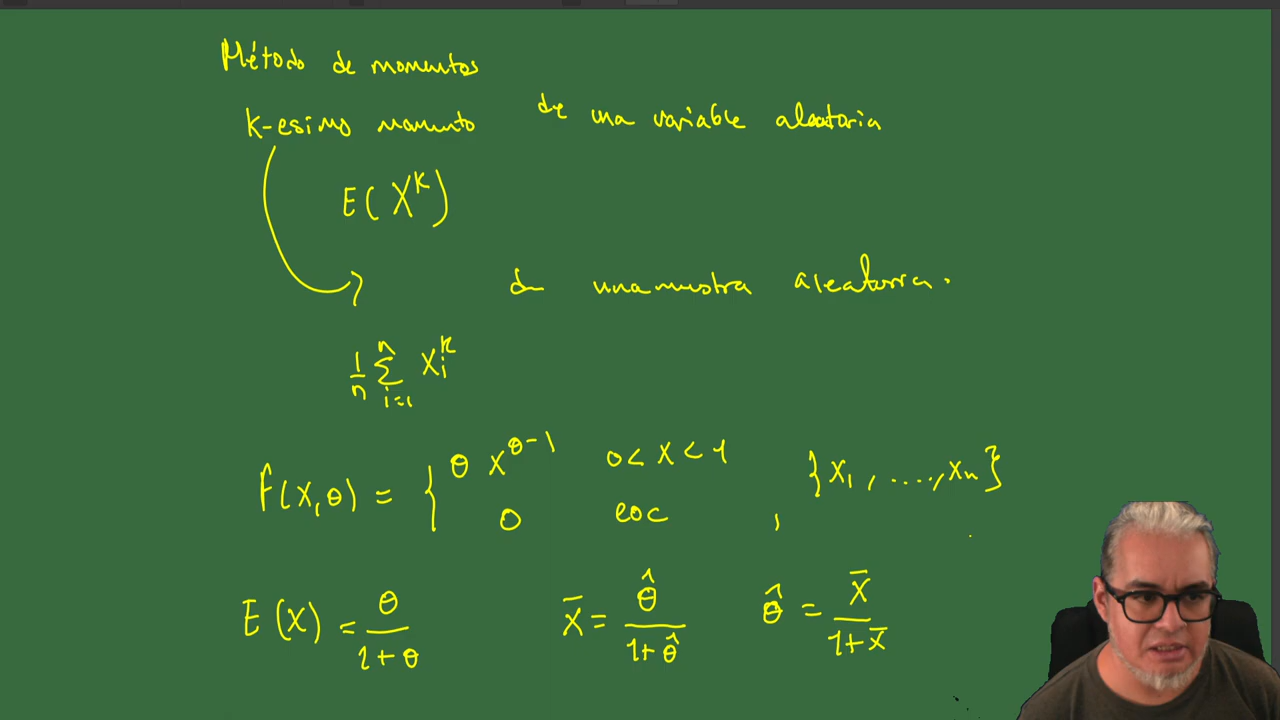 Método de momentos
k-esimo momento de una variable aleatoria
E( X^k )
de una muestra aleatoria.
1/n Σ_{i=1}^{n} X_i^k
f(x,θ) = { θ x^{θ-1} 0 < x < 1 {x_1, ...., x_n}
0 eoc ,
E(X) = θ/(1+θ) x̄ = θ̂/(1+θ̂) θ̂ = x̄/(1+x̄)